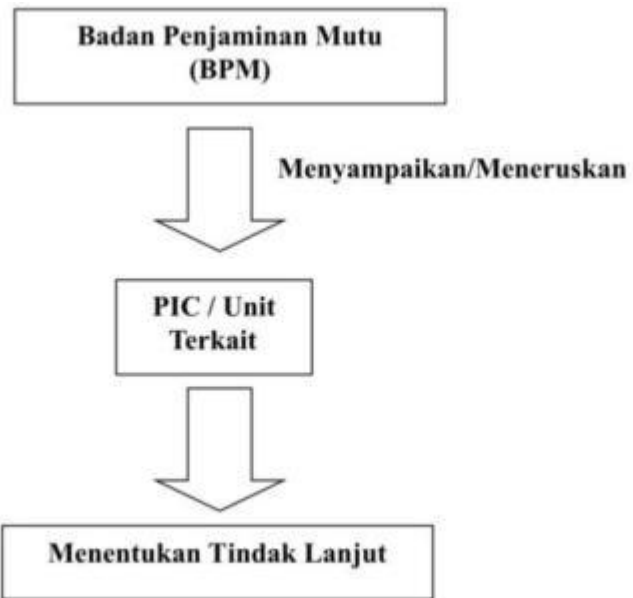 Badan Penjaminan Mutu
(BPM)
Menyampaikan/Meneruskan
PIC / Unit
Terkait
Menentukan Tindak Lanjut